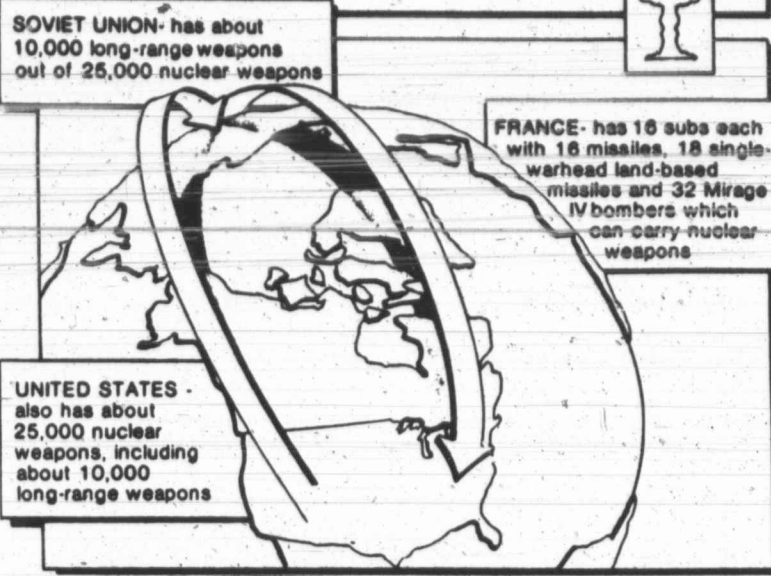 SOVIET UNION- has about
10,000 long-range weapons
out of 25,000 nuclear weapons
FRANCE- has 16 subs each
with 16 missiles, 18 single-
warhead land-based
missiles and 32 Mirage
IV bombers which
can carry nuclear
weapons
UNITED STATES -
also has about
25,000 nuclear
weapons, including
about 10,000
long-range weapons